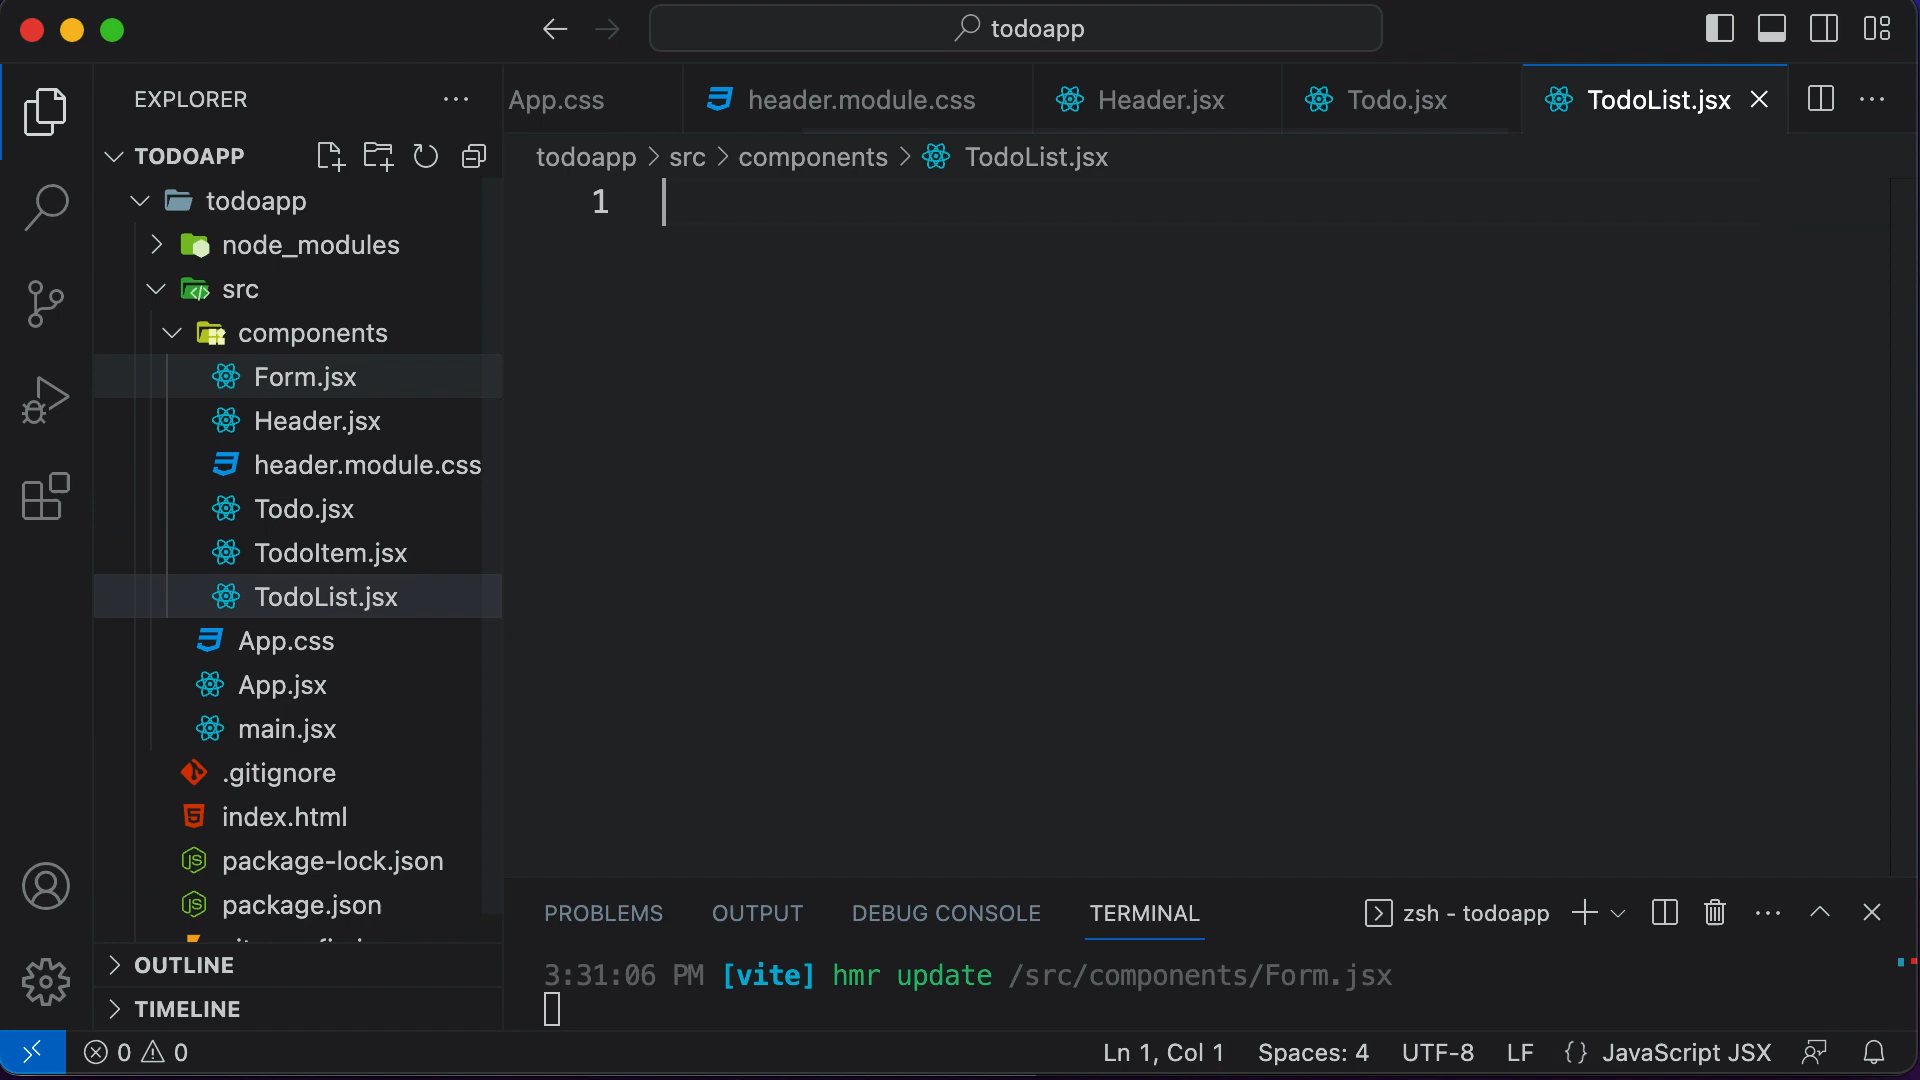 todoapp
EXPLORER
App.css
header.module.css
Header.jsx
Todo.jsx
TodoList.jsx
TODOAPP
todoapp > src > components > TodoList.jsx
1
todoapp
node_modules
src
components
Form.jsx
Header.jsx
header.module.css
Todo.jsx
TodoItem.jsx
TodoList.jsx
App.css
App.jsx
main.jsx
.gitignore
index.html
package-lock.json
package.json
OUTLINE
TIMELINE
PROBLEMS
OUTPUT
DEBUG CONSOLE
TERMINAL
zsh - todoapp
3:31:06 PM [vite] hmr update /src/components/Form.jsx
0
0
Ln 1, Col 1
Spaces: 4
UTF-8
LF
{} JavaScript JSX